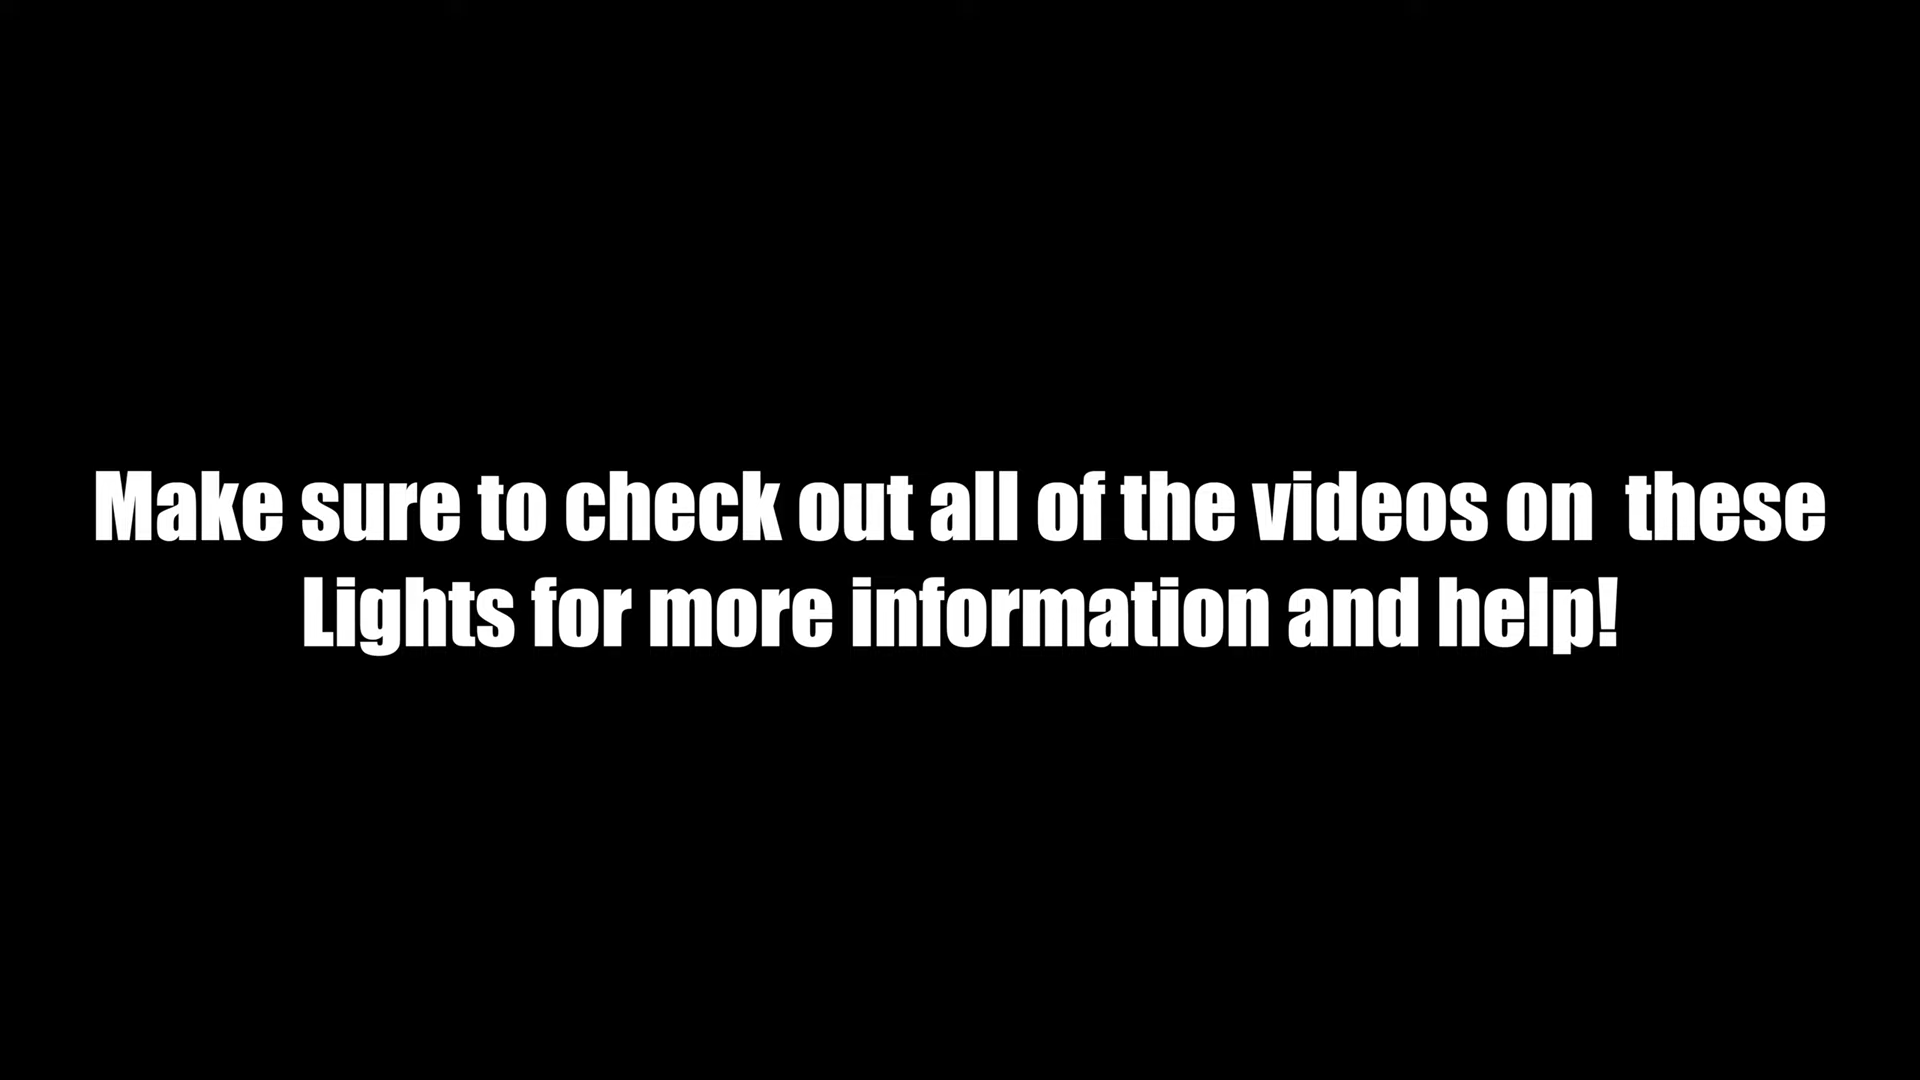 Make sure to check out all of the videos on  these
Lights for more information and help!